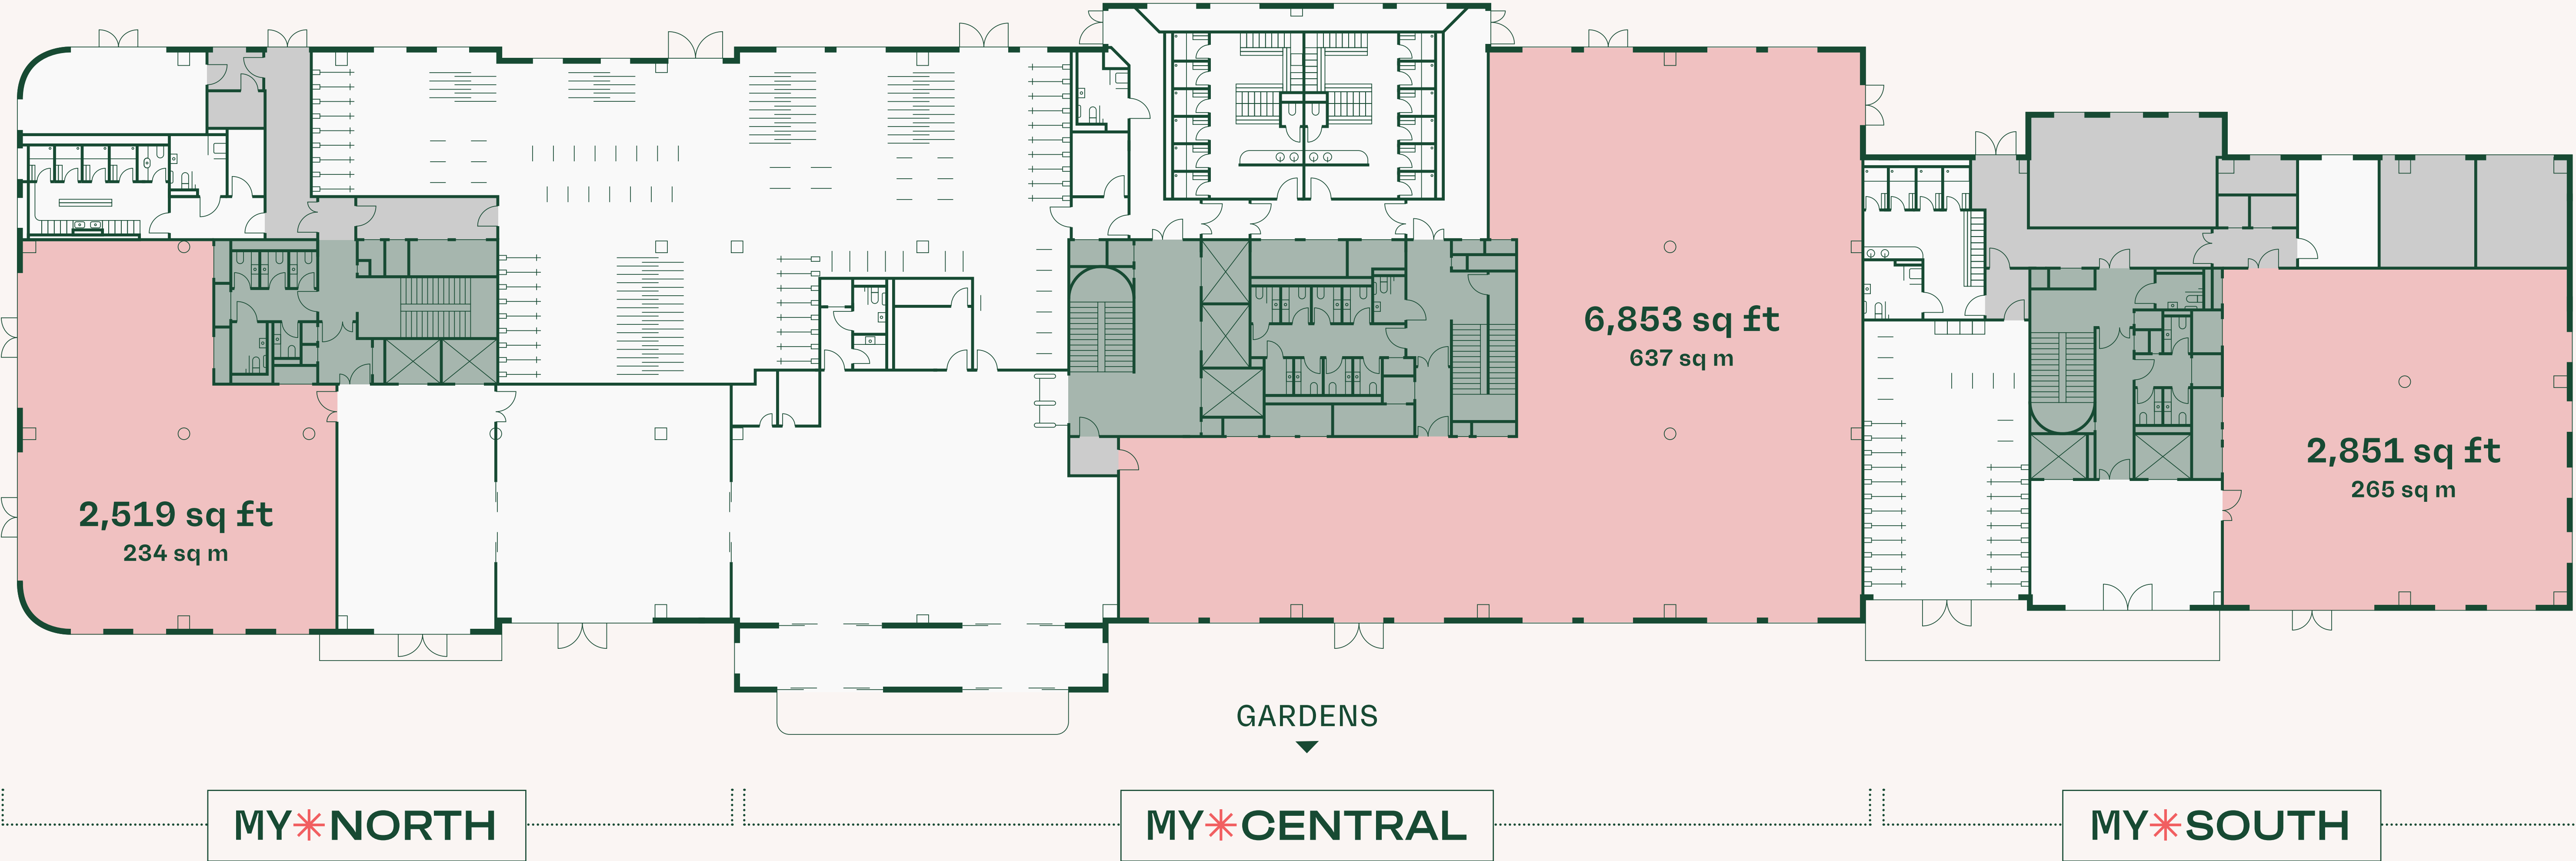 6,853 sq ft
637 sq m
2,851 sq ft
265 sq m
2,519 sq ft
234 sq m
GARDENS
MY✳NORTH
MY✳CENTRAL
MY✳SOUTH